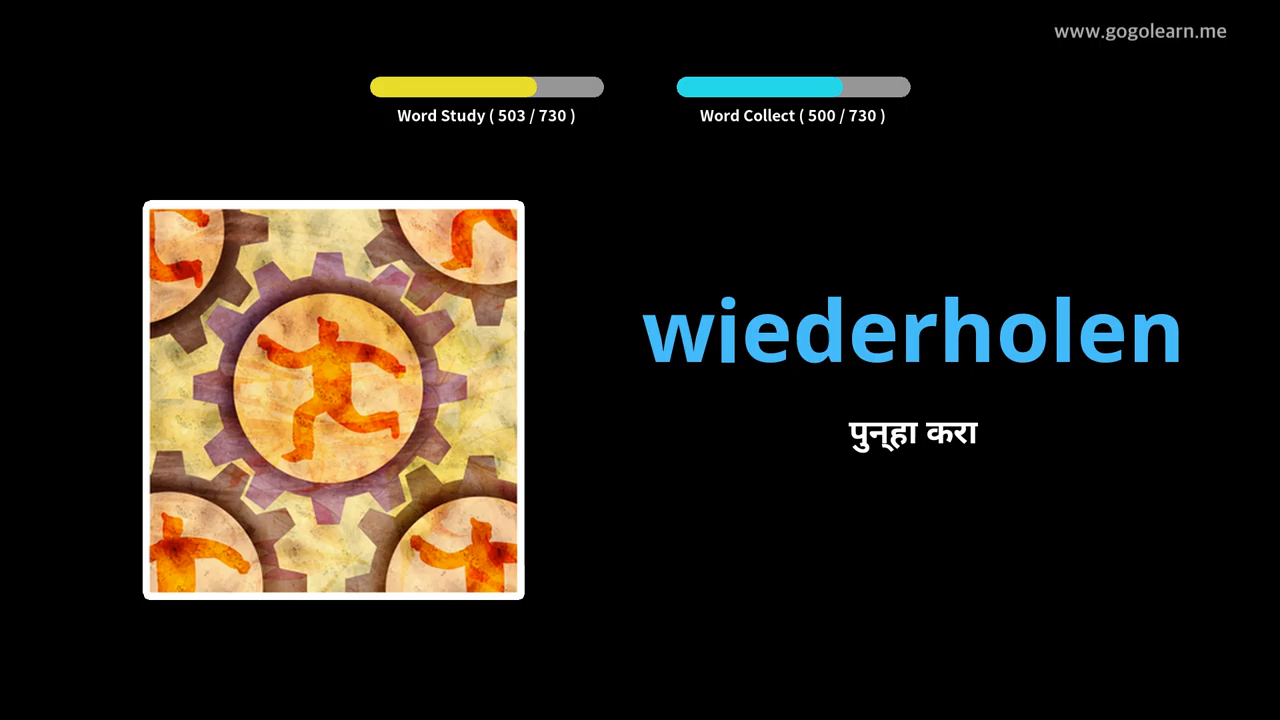 www.gogolearn.me
Word Study ( 503 / 730 )
Word Collect ( 500 / 730 )
wiederholen
पुन्हा करा